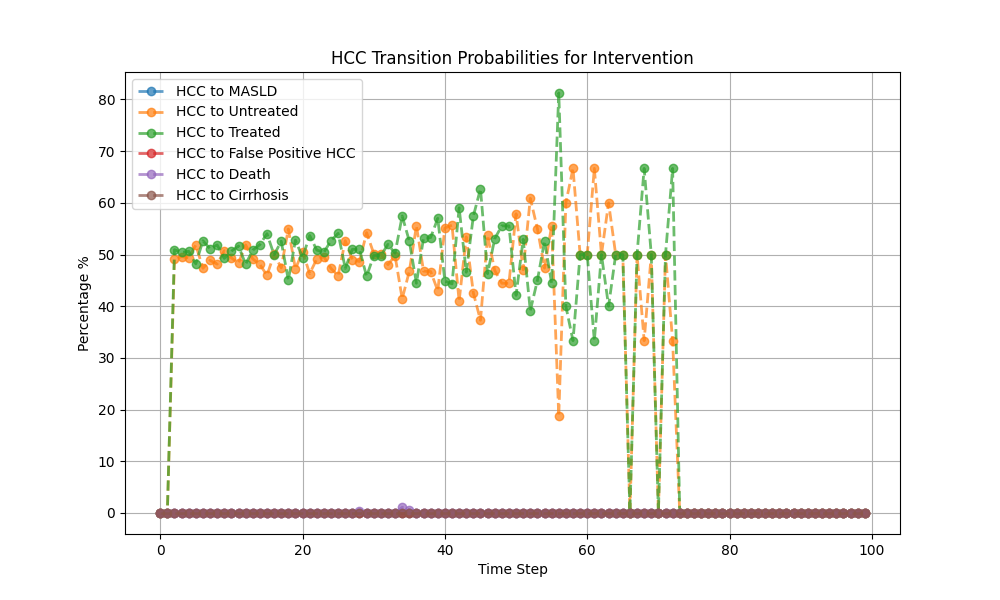 HCC Transition Probabilities for Intervention
HCC to MASLD
HCC to Untreated
HCC to Treated
HCC to False Positive HCC
HCC to Death
HCC to Cirrhosis
Percentage %
80
70
60
50
40
30
20
10
0
0 20 40 60 80 100
Time Step